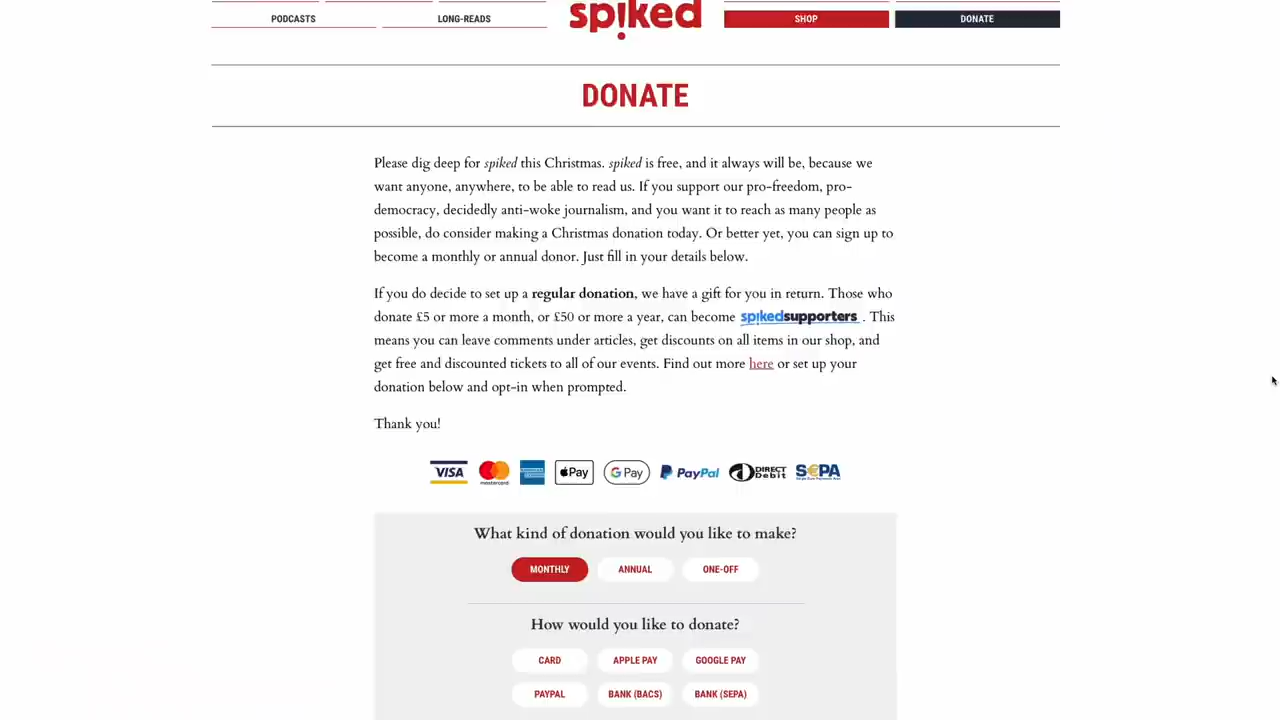 PODCASTS
LONG-READS
spiked
SHOP
DONATE
DONATE
Please dig deep for spiked this Christmas. spiked is free, and it always will be, because we
want anyone, anywhere, to be able to read us. If you support our pro-freedom, pro-
democracy, decidedly anti-woke journalism, and you want it to reach as many people as
possible, do consider making a Christmas donation today. Or better yet, you can sign up to
become a monthly or annual donor. Just fill in your details below.
If you do decide to set up a regular donation, we have a gift for you in return. Those who
donate £5 or more a month, or £50 or more a year, can become spikedsupporters . This
means you can leave comments under articles, get discounts on all items in our shop, and
get free and discounted tickets to all of our events. Find out more here or set up your
donation below and opt-in when prompted.
Thank you!
VISA mastercard Pay G Pay PayPal DIRECT Debit S€PA
What kind of donation would you like to make?
MONTHLY ANNUAL ONE-OFF
How would you like to donate?
CARD APPLE PAY GOOGLE PAY
PAYPAL BANK (BACS) BANK (SEPA)